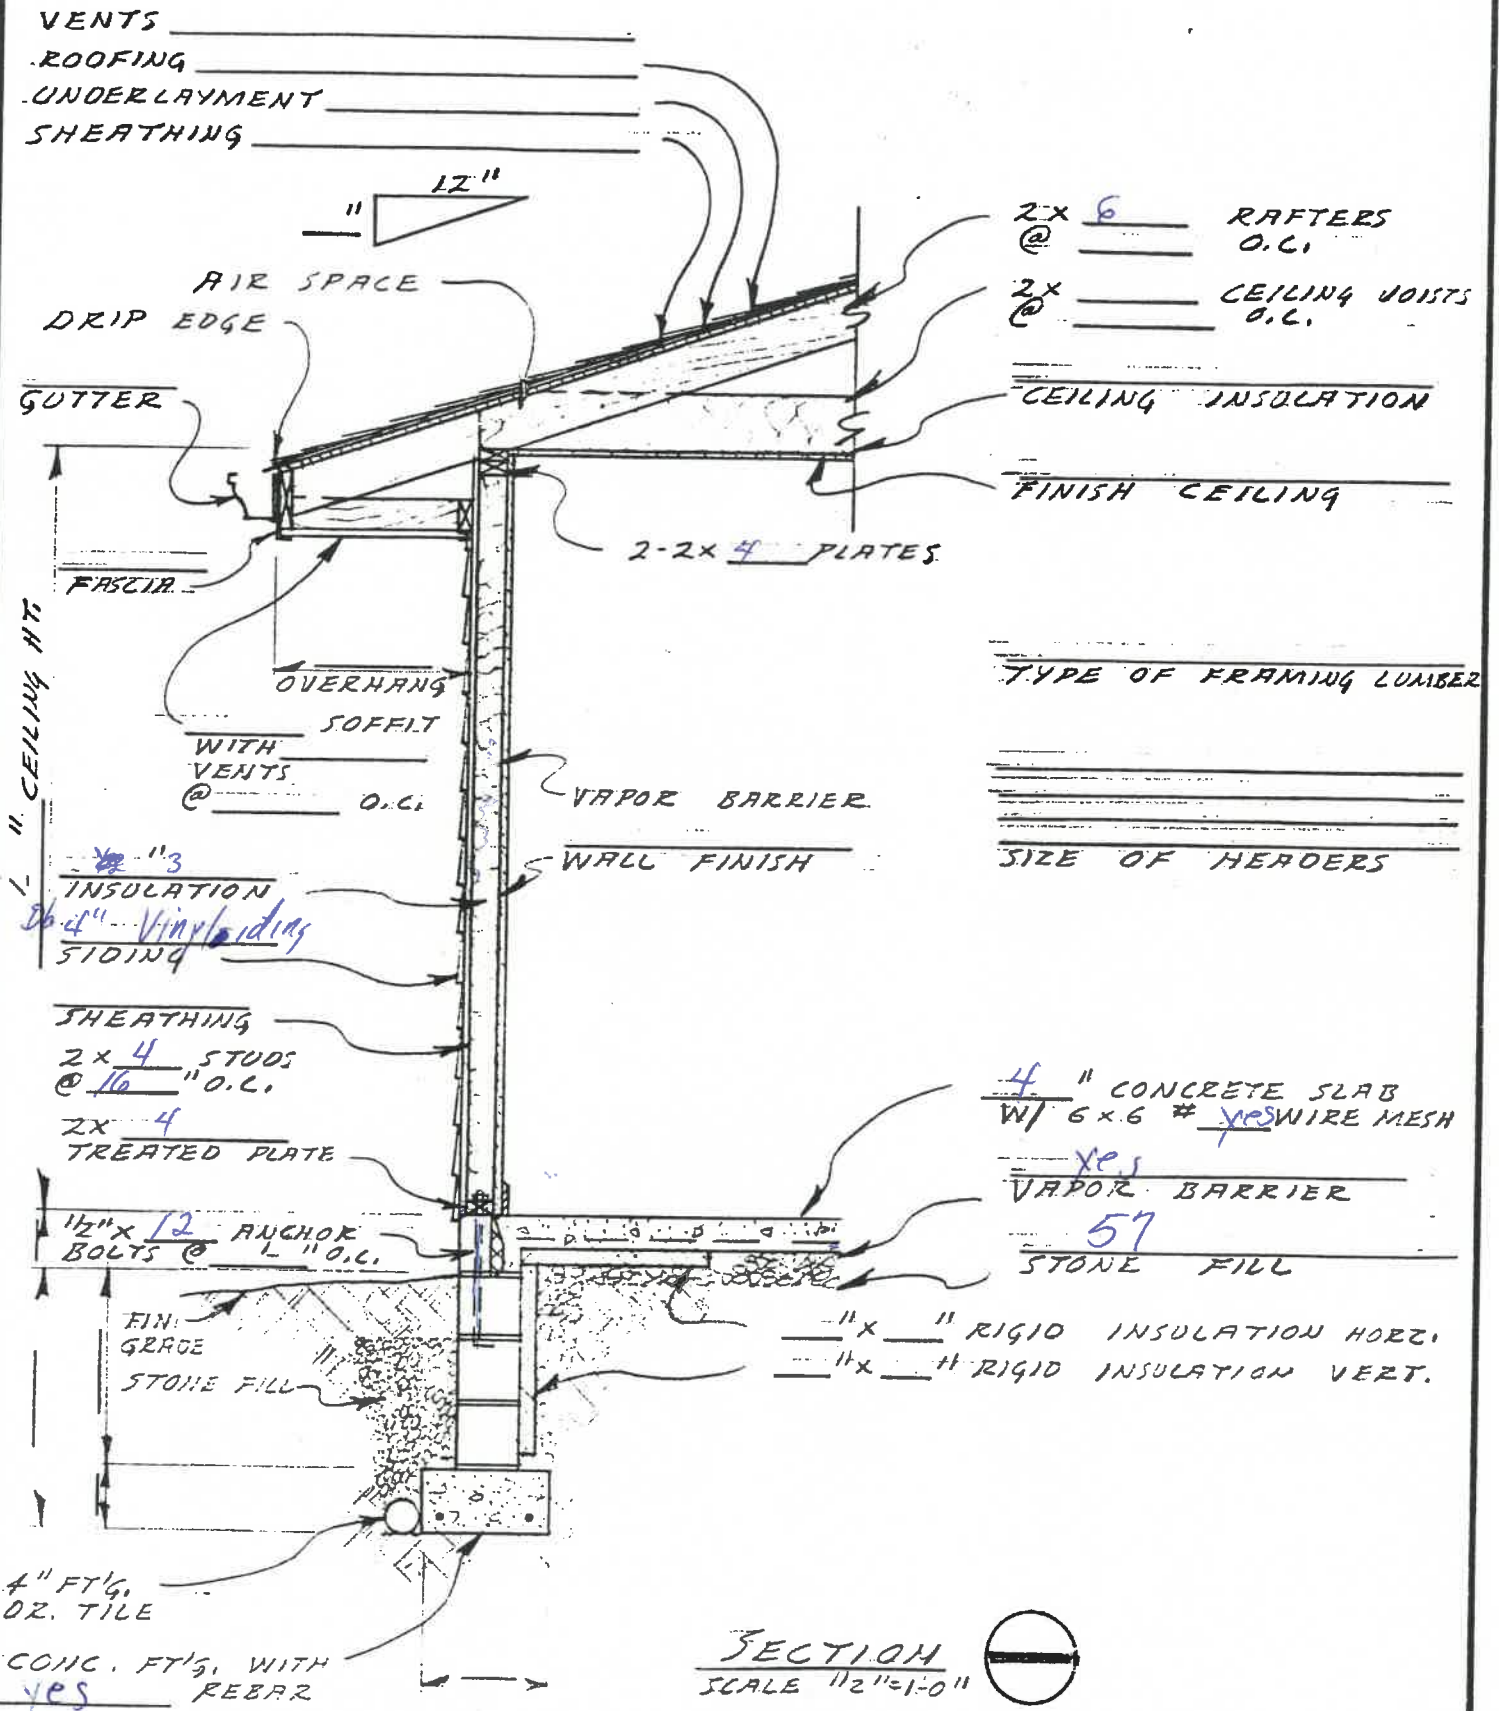 VENTS
ROOFING
UNDERLAYMENT
SHEATHING
12"
"
AIR SPACE
DRIP EDGE
GUTTER
FASCIA
2x 6 RAFTERS
@ O.C.
2x CEILING JOISTS
@ O.C.
CEILING INSULATION
FINISH CEILING
2-2x 4 PLATES
' " CEILING HT.
OVERHANG
SOFFIT
WITH
VENTS
@ O.C.
TYPE OF FRAMING LUMBER
VAPOR BARRIER
WALL FINISH
SIZE OF HEADERS
"3
INSULATION
4" Vinyl siding
SIDING
SHEATHING
2x 4 STUDS
@ 16 "O.C.
2x 4
TREATED PLATE
1/2"x 12 ANCHOR
BOLTS @ '- "O.C.
4 " CONCRETE SLAB
W/ 6x6 # yes WIRE MESH
yes
VAPOR BARRIER
57
STONE FILL
FIN.
GRADE
STONE FILL
"x " RIGID INSULATION HORZ.
"x " RIGID INSULATION VERT.
4" FT'G.
DR. TILE
CONC. FT'G. WITH
yes REBAR
SECTION
SCALE 1/2"=1'-0"